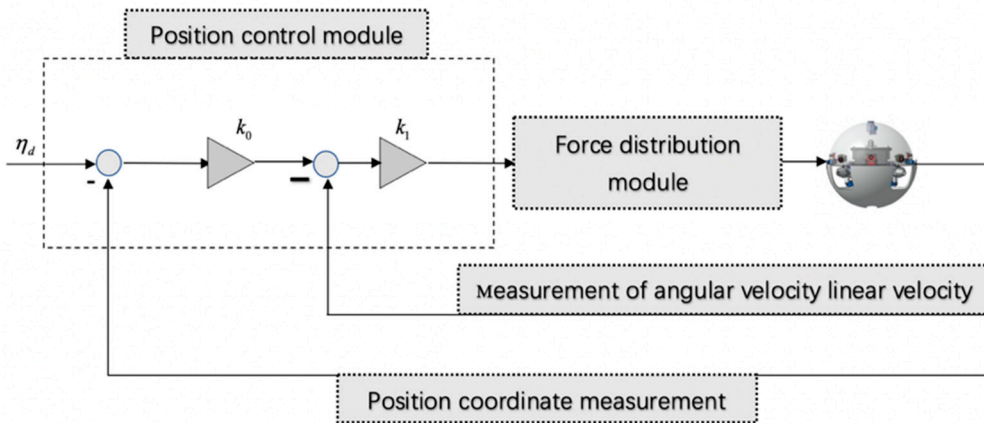 Position control module
η_d
k_0
k_1
-
–
Force distribution
module
Measurement of angular velocity linear velocity
Position coordinate measurement